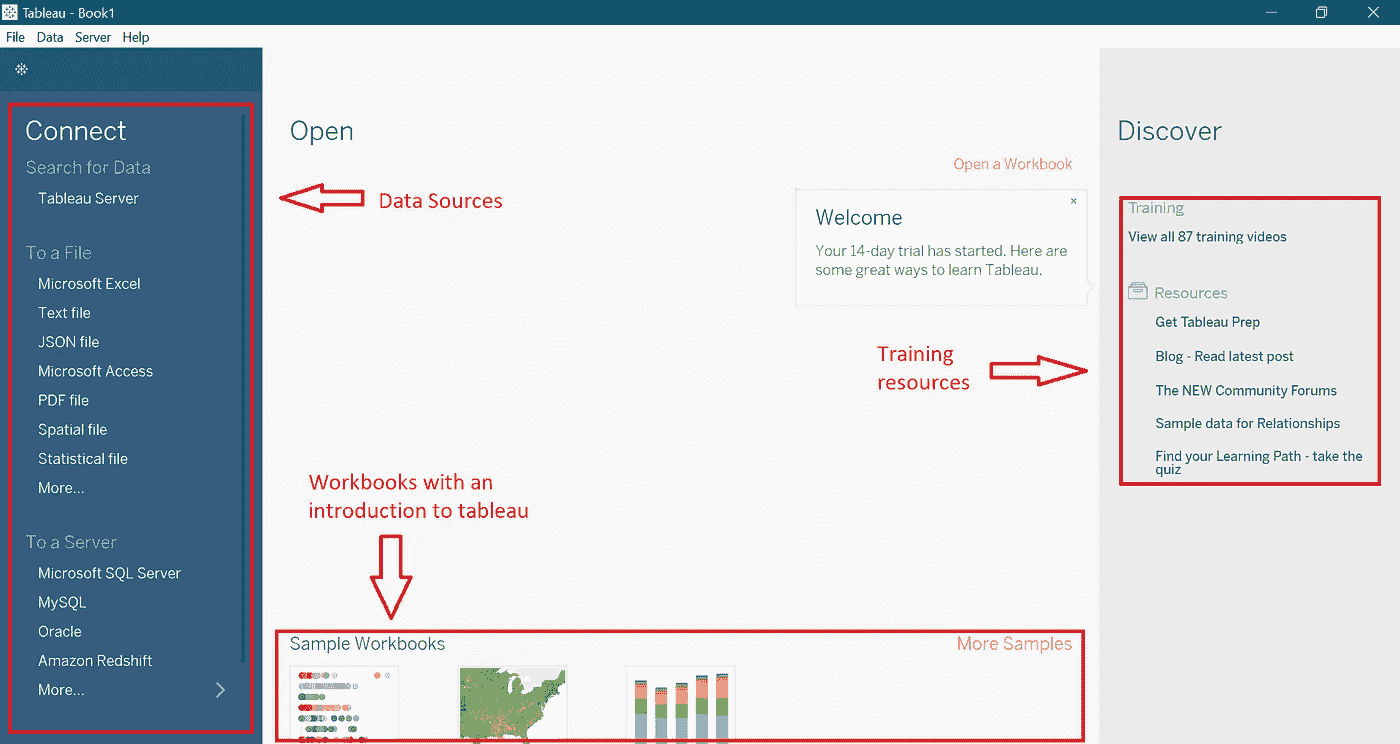 Tableau - Book1
File Data Server Help
Connect
Search for Data
Tableau Server
To a File
Microsoft Excel
Text file
JSON file
Microsoft Access
PDF file
Spatial file
Statistical file
More...
To a Server
Microsoft SQL Server
MySQL
Oracle
Amazon Redshift
More...
Open
Open a Workbook
Data Sources
Welcome
Your 14-day trial has started. Here are
some great ways to learn Tableau.
Training
resources
Workbooks with an
introduction to tableau
Sample Workbooks
More Samples
Discover
Training
View all 87 training videos
Resources
Get Tableau Prep
Blog - Read latest post
The NEW Community Forums
Sample data for Relationships
Find your Learning Path - take the
quiz